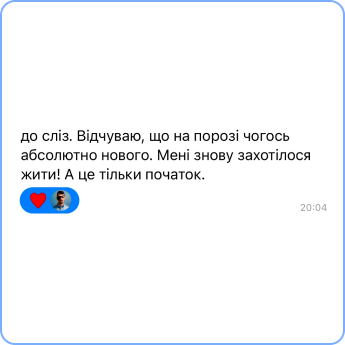 до сліз. Відчуваю, що на порозі чогось
абсолютно нового. Мені знову захотілося
жити! А це тільки початок.
20:04